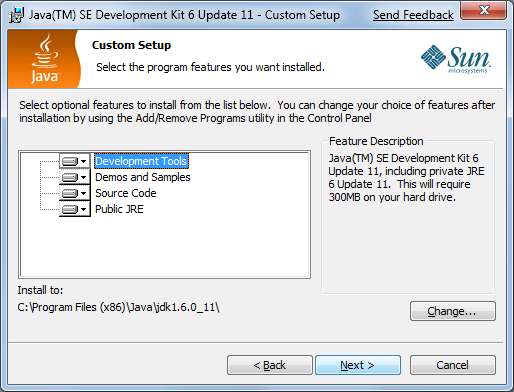 Java(TM) SE Development Kit 6 Update 11 - Custom Setup
Send Feedback
Java
Custom Setup
Select the program features you want installed.
Sun
microsystems
Select optional features to install from the list below.  You can change your choice of features after
installation by using the Add/Remove Programs utility in the Control Panel
Development Tools
Demos and Samples
Source Code
Public JRE
Feature Description
Java(TM) SE Development Kit 6
Update 11, including private JRE
6 Update 11.  This will require
300MB on your hard drive.
Install to:
C:\Program Files (x86)\Java\jdk1.6.0_11\
Change...
< Back
Next >
Cancel